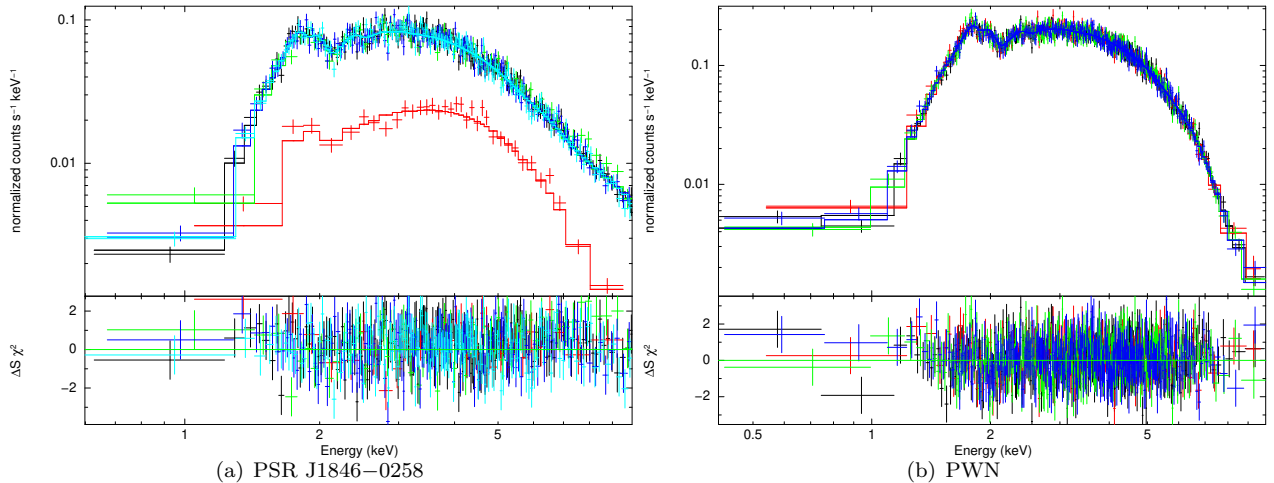 0.1
0.01
normalized counts s⁻¹ keV⁻¹
2
0
−2
ΔS χ²
1 2 5
Energy (keV)
(a) PSR J1846−0258
0.1
0.01
normalized counts s⁻¹ keV⁻¹
2
0
−2
ΔS χ²
0.5 1 2 5
Energy (keV)
(b) PWN